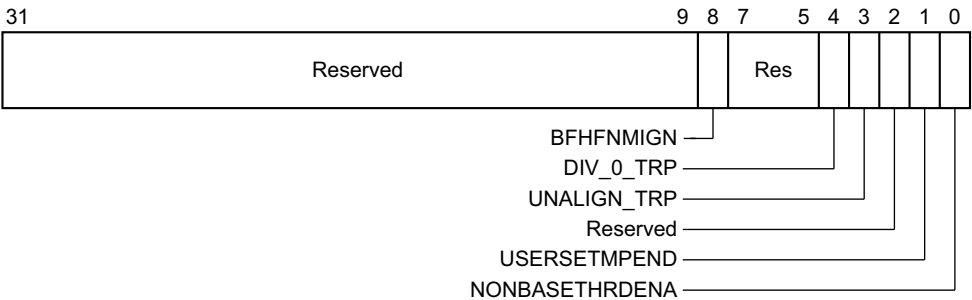 31 9 8 7 5 4 3 2 1 0
Reserved Res
BFHFNMIGN
DIV_0_TRP
UNALIGN_TRP
Reserved
USERSETMPEND
NONBASETHRDENA